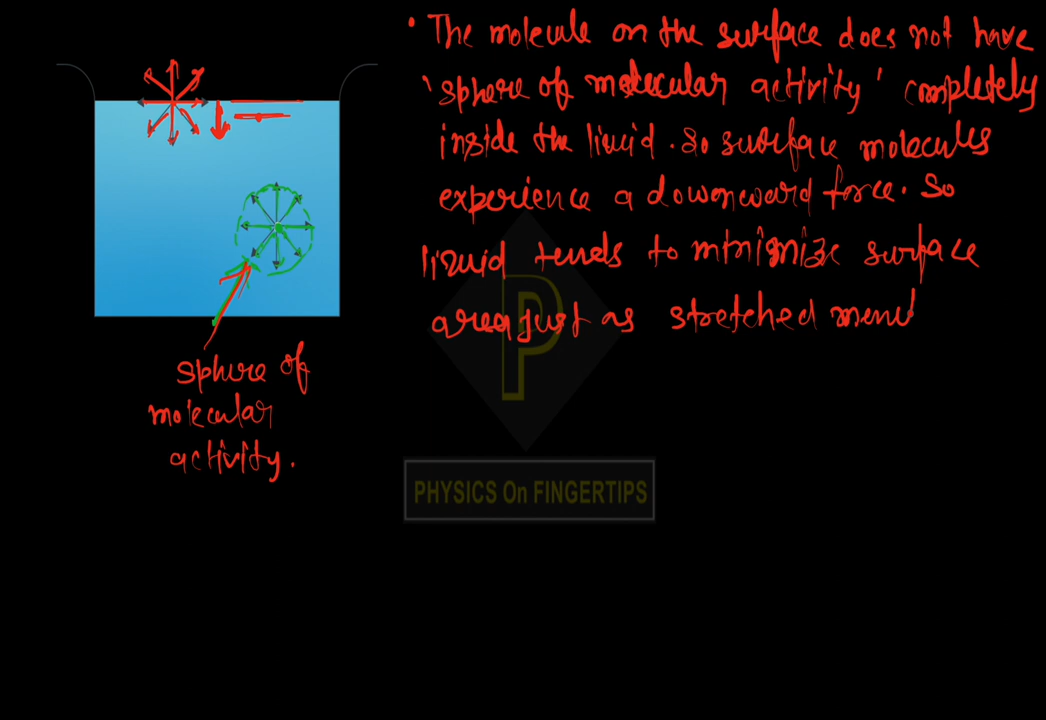 • The molecule on the surface does not have
'sphere of molecular activity' completely
inside the liquid. So surface molecules
experience a downward force. So
liquid tends to minimize surface
area just as stretched mem
sphere of
molecular
activity.
P
PHYSICS On FINGERTIPS